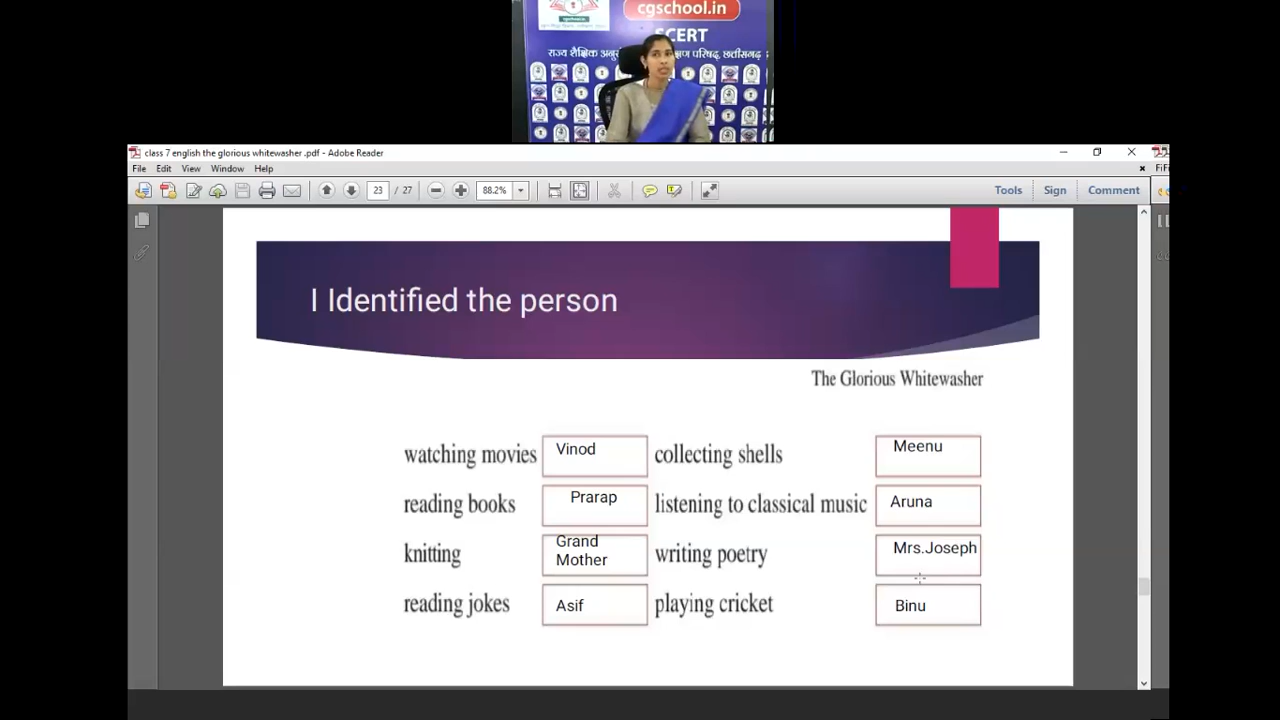 cgschool.in
SCERT
class 7 english the glorious whitewasher .pdf - Adobe Reader
File Edit View Window Help
23 / 27 88.2% Tools Sign Comment
I Identified the person
The Glorious Whitewasher
watching movies Vinod collecting shells Meenu
reading books Prarap listening to classical music Aruna
knitting Grand
Mother writing poetry Mrs.Joseph
reading jokes Asif playing cricket Binu